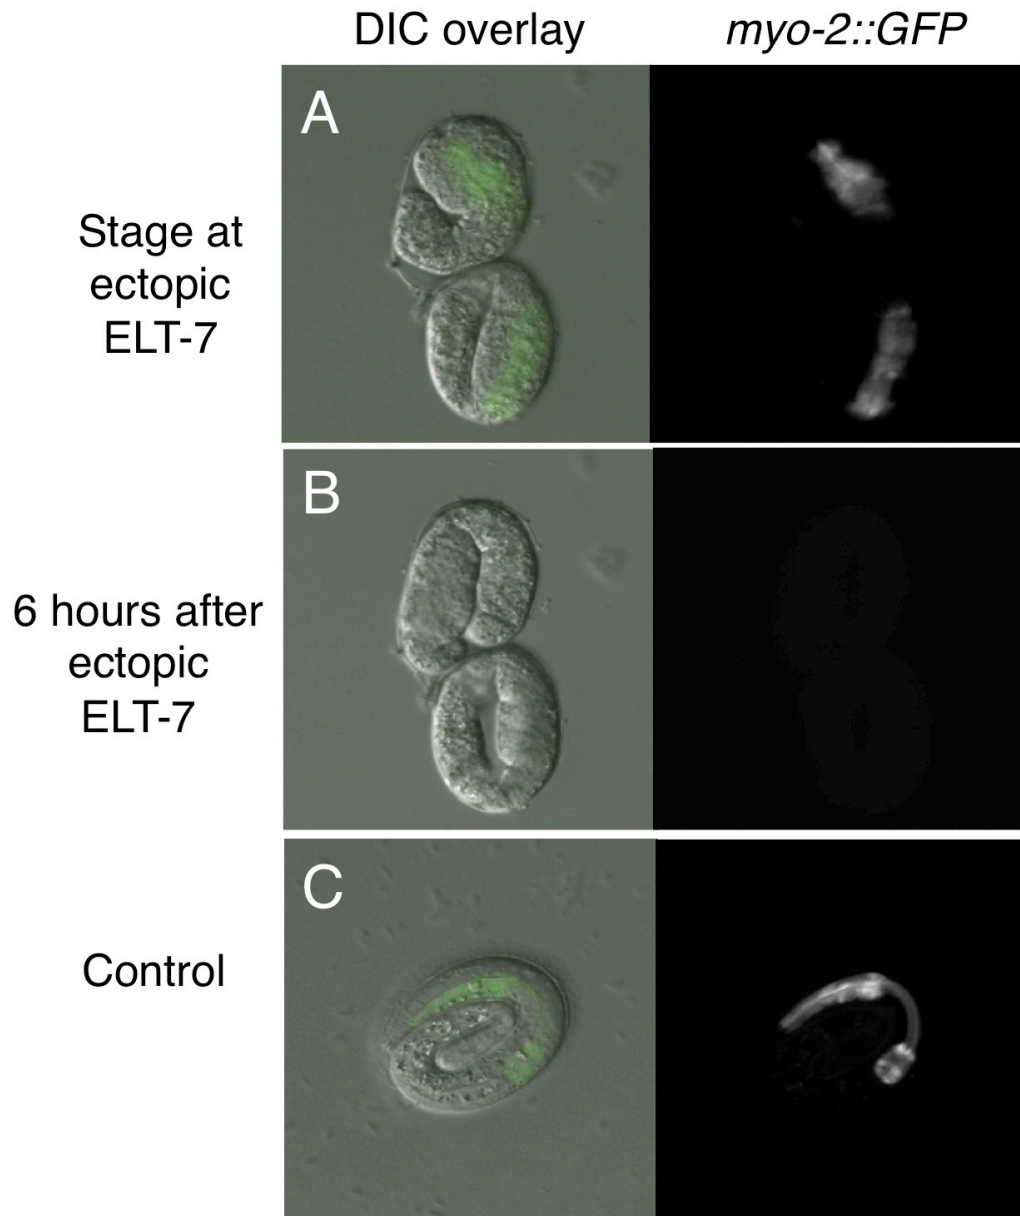 DIC overlay
myo-2::GFP
A
Stage at
ectopic
ELT-7
B
6 hours after
ectopic
ELT-7
C
Control